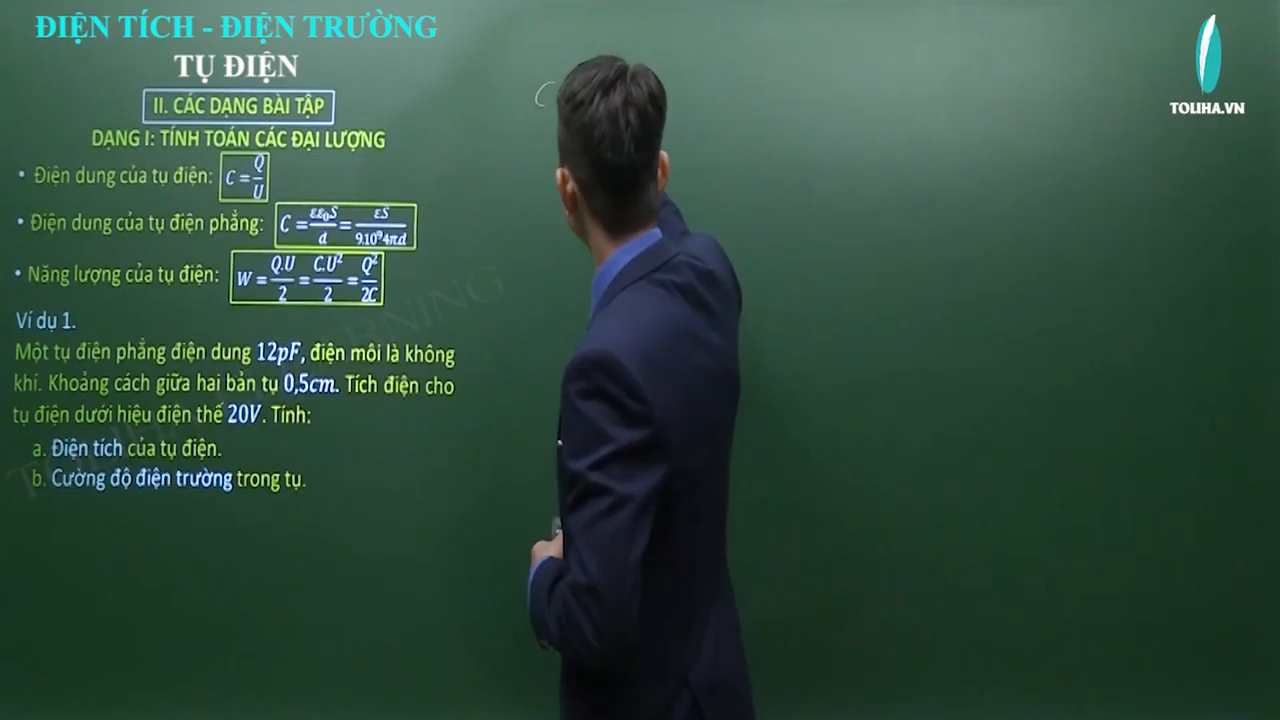 ĐIỆN TÍCH - ĐIỆN TRƯỜNG
TỤ ĐIỆN
II. CÁC DẠNG BÀI TẬP
DẠNG I: TÍNH TOÁN CÁC ĐẠI LƯỢNG
• Điện dung của tụ điện: C = Q/U
• Điện dung của tụ điện phẳng: C = εε₀S/d = εS/9.10⁹4πd
• Năng lượng của tụ điện: W = Q.U/2 = C.U²/2 = Q²/2C
Ví dụ 1.
Một tụ điện phẳng điện dung 12pF, điện môi là không
khí. Khoảng cách giữa hai bản tụ 0,5cm. Tích điện cho
tụ điện dưới hiệu điện thế 20V. Tính:
a. Điện tích của tụ điện.
b. Cường độ điện trường trong tụ.
C
TOLIHA.VN